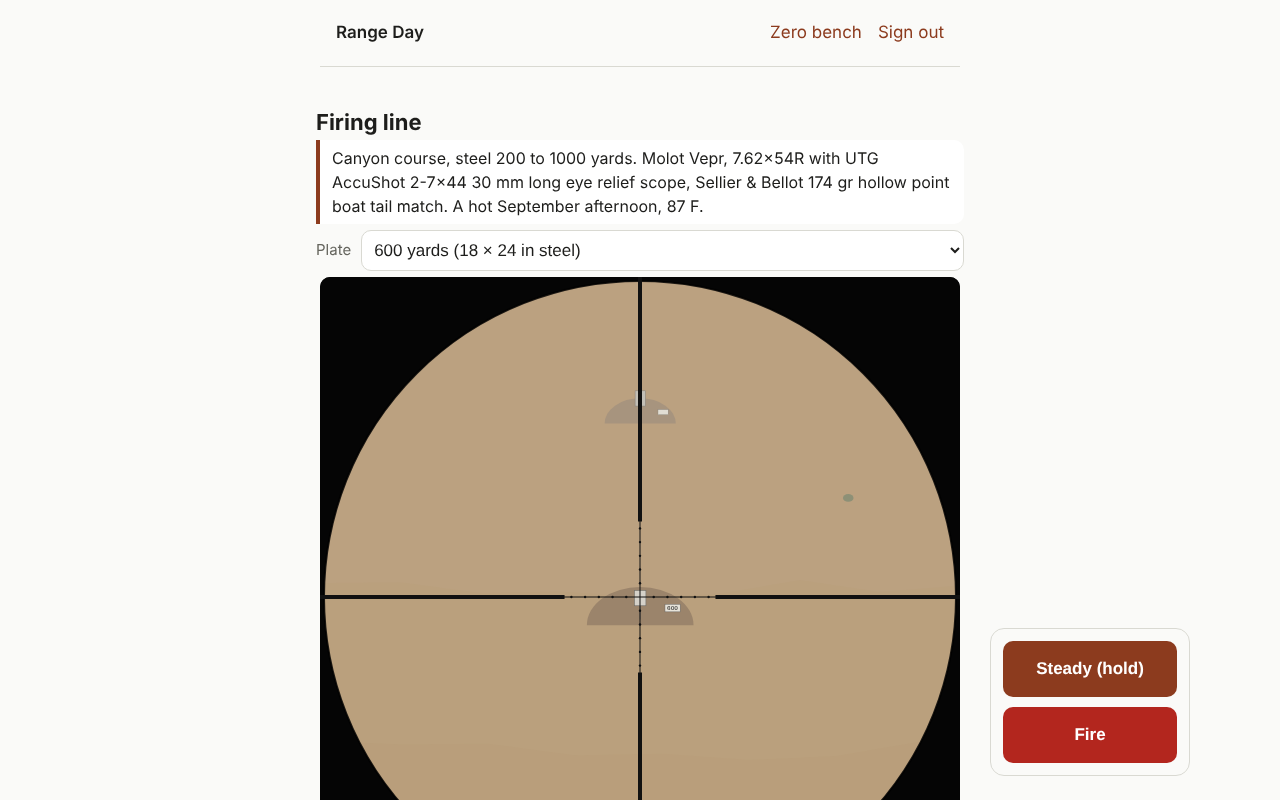 Range Day
Zero bench
Sign out
Firing line
Canyon course, steel 200 to 1000 yards. Molot Vepr, 7.62×54R with UTG
AccuShot 2-7×44 30 mm long eye relief scope, Sellier & Bellot 174 gr hollow point
boat tail match. A hot September afternoon, 87 F.
Plate
600 yards (18 × 24 in steel)
600
Steady (hold)
Fire